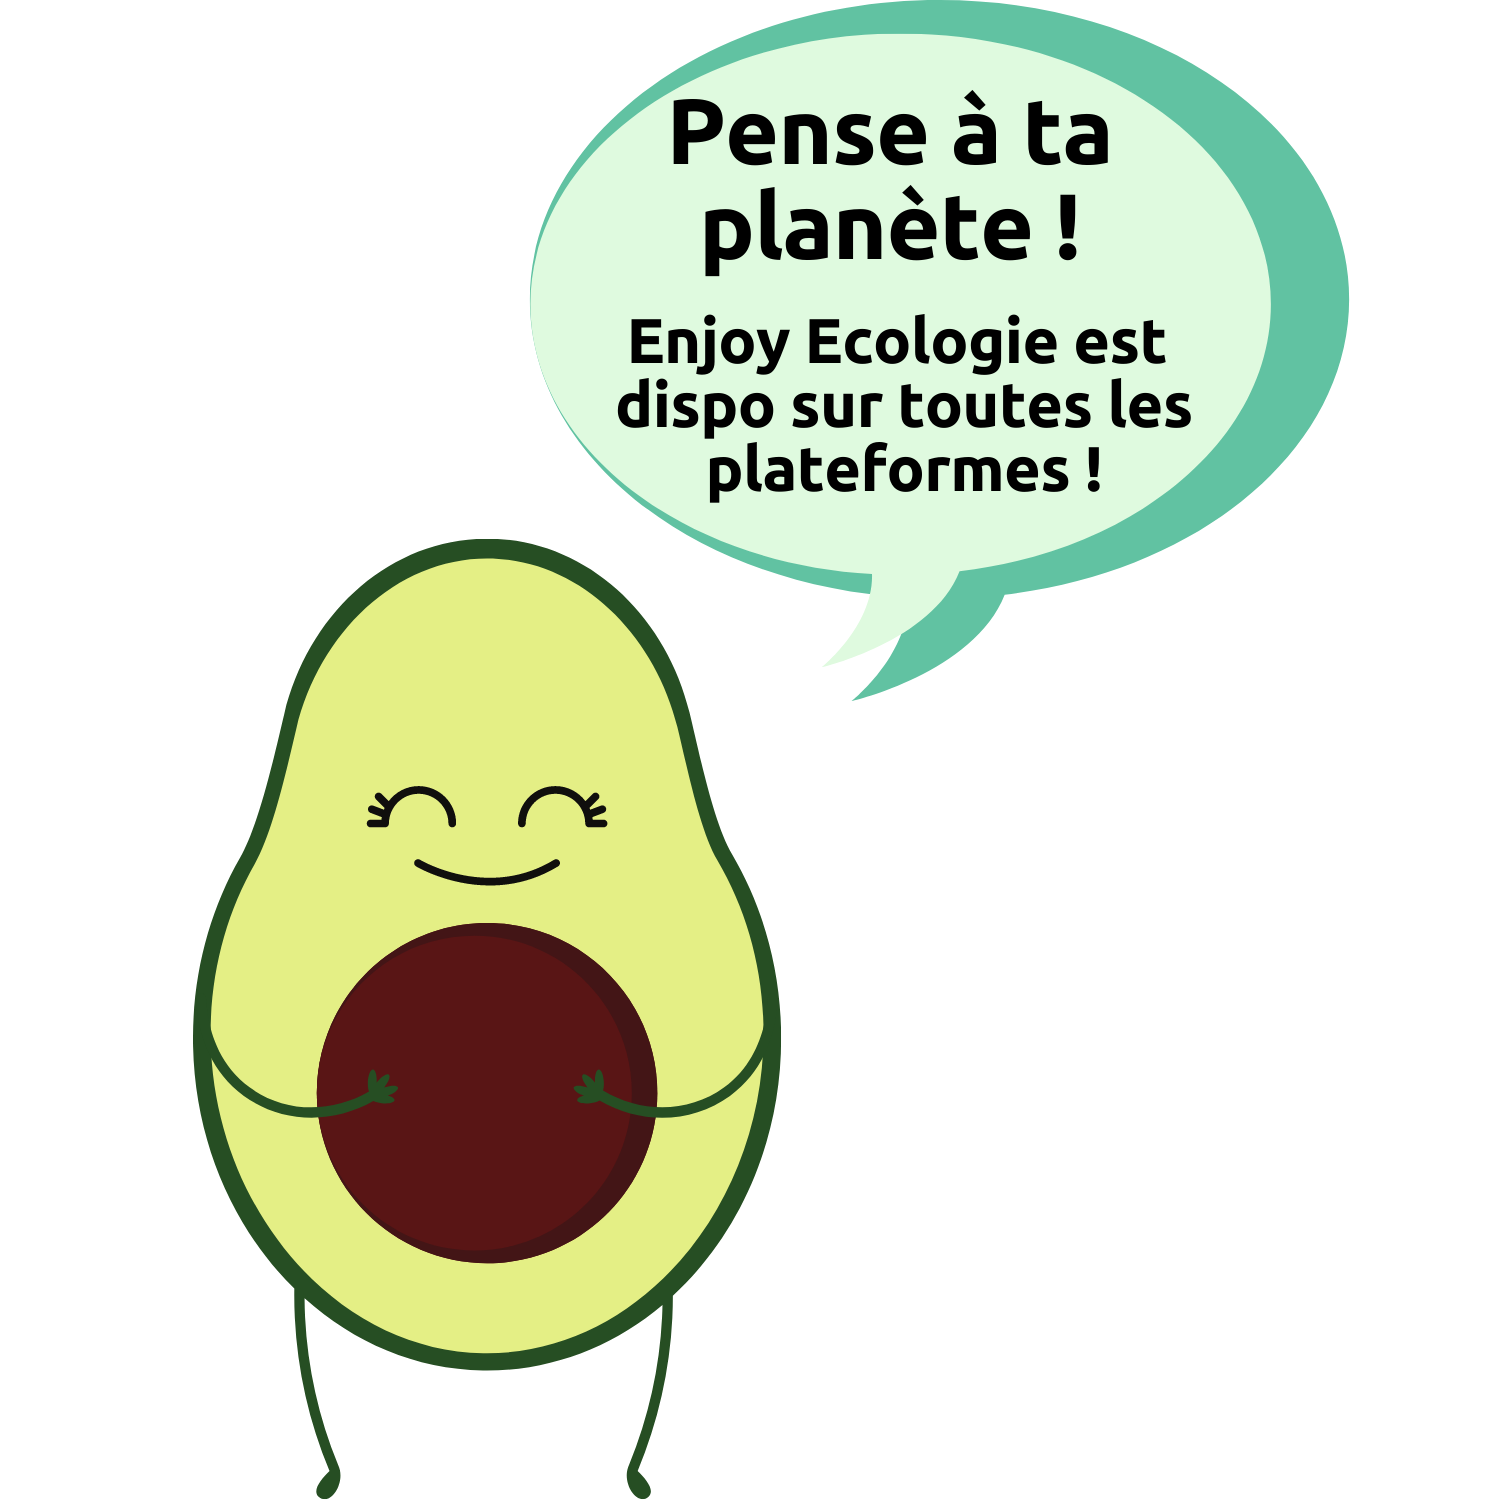 Pense à ta
planète !
Enjoy Ecologie est
dispo sur toutes les
plateformes !